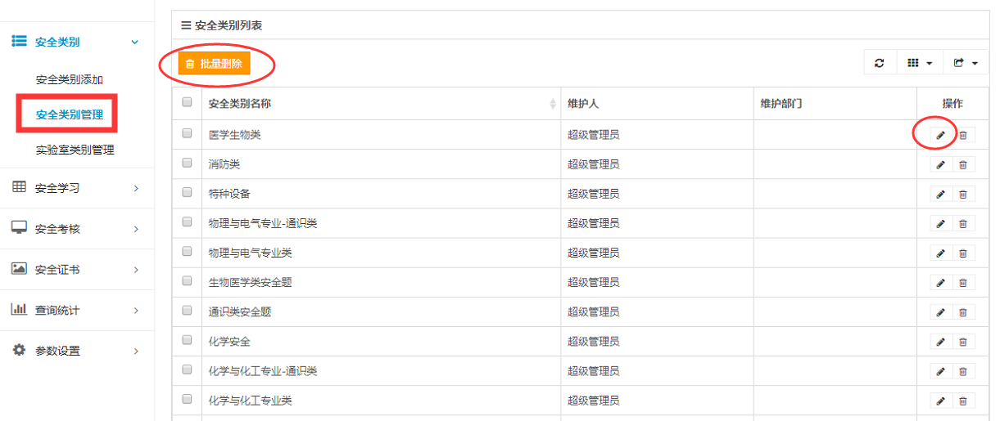 安全类别
安全类别添加
安全类别管理
实验室类别管理
安全学习
安全考核
安全证书
查询统计
参数设置
安全类别列表
批量删除
安全类别名称 维护人 维护部门 操作
医学生物类 超级管理员
消防类 超级管理员
特种设备 超级管理员
物理与电气专业-通识类 超级管理员
物理与电气专业类 超级管理员
生物医学类安全题 超级管理员
通识类安全题 超级管理员
化学安全 超级管理员
化学与化工专业-通识类 超级管理员
化学与化工专业类 超级管理员